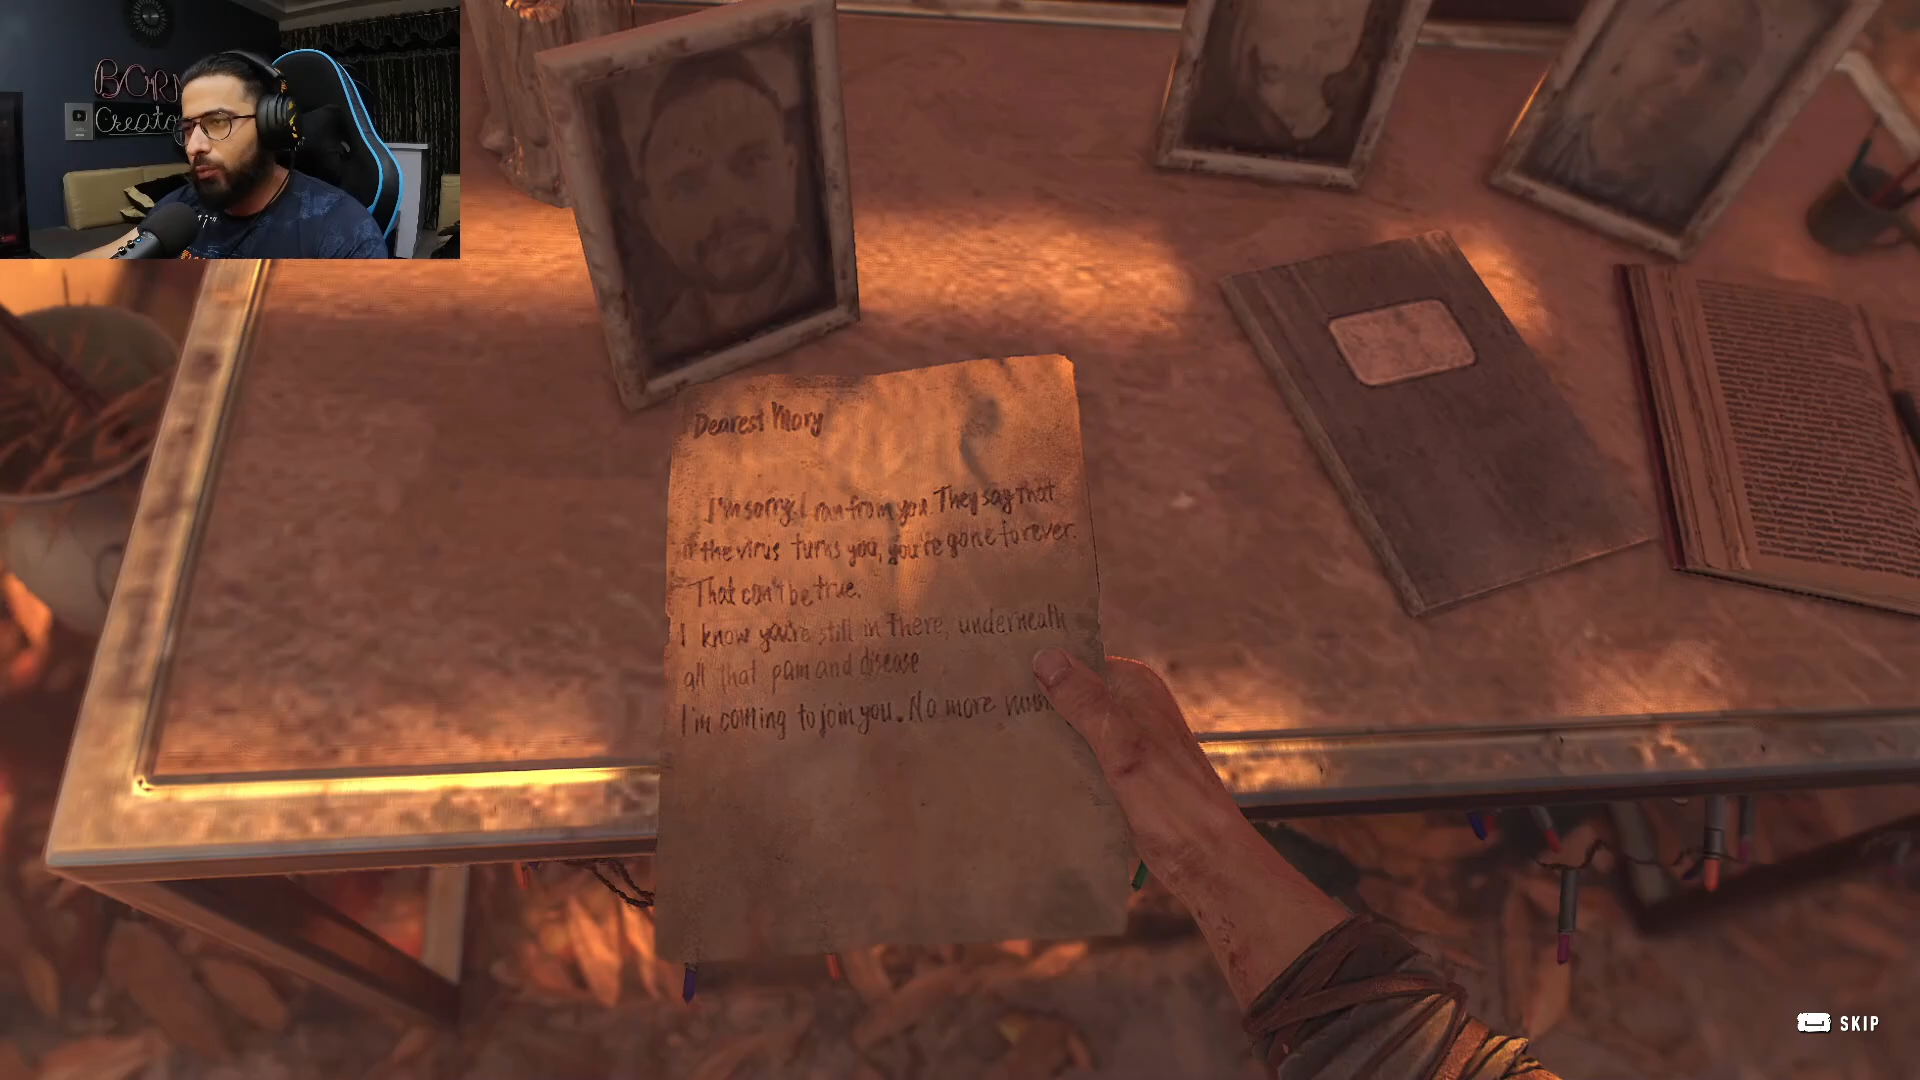 BORN
Creato
Dearest Mary
I'm sorry I ran from you. They say that
if the virus turns you, you're gone forever.
That can't be true.
I know you're still in there, underneath
all that pain and disease
I'm coming to join you. No more
SKIP